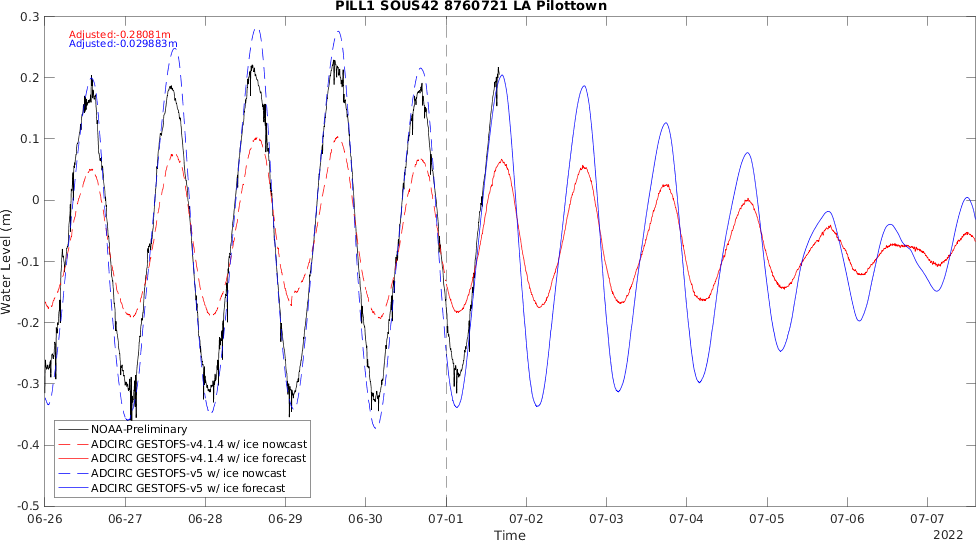 PILL1 SOUS42 8760721 LA Pilottown
Adjusted:-0.28081m
Adjusted:-0.029883m
0.3
0.2
0.1
0
-0.1
-0.2
-0.3
-0.4
-0.5
Water Level (m)
NOAA-Preliminary
ADCIRC GESTOFS-v4.1.4 w/ ice nowcast
ADCIRC GESTOFS-v4.1.4 w/ ice forecast
ADCIRC GESTOFS-v5 w/ ice nowcast
ADCIRC GESTOFS-v5 w/ ice forecast
06-26 06-27 06-28 06-29 06-30 07-01 07-02 07-03 07-04 07-05 07-06 07-07
Time
2022